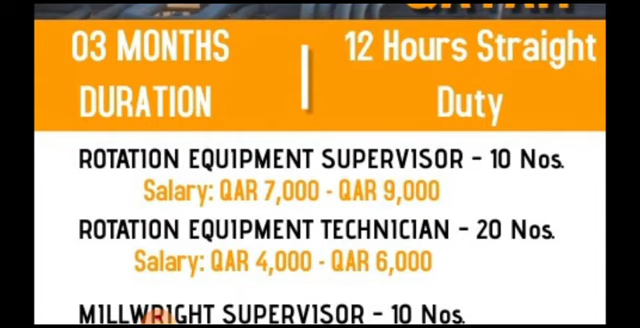 03 MONTHS
DURATION
12 Hours Straight
Duty
ROTATION EQUIPMENT SUPERVISOR - 10 Nos.
Salary: QAR 7,000 - QAR 9,000
ROTATION EQUIPMENT TECHNICIAN - 20 Nos.
Salary: QAR 4,000 - QAR 6,000
MILLWRIGHT SUPERVISOR - 10 Nos.